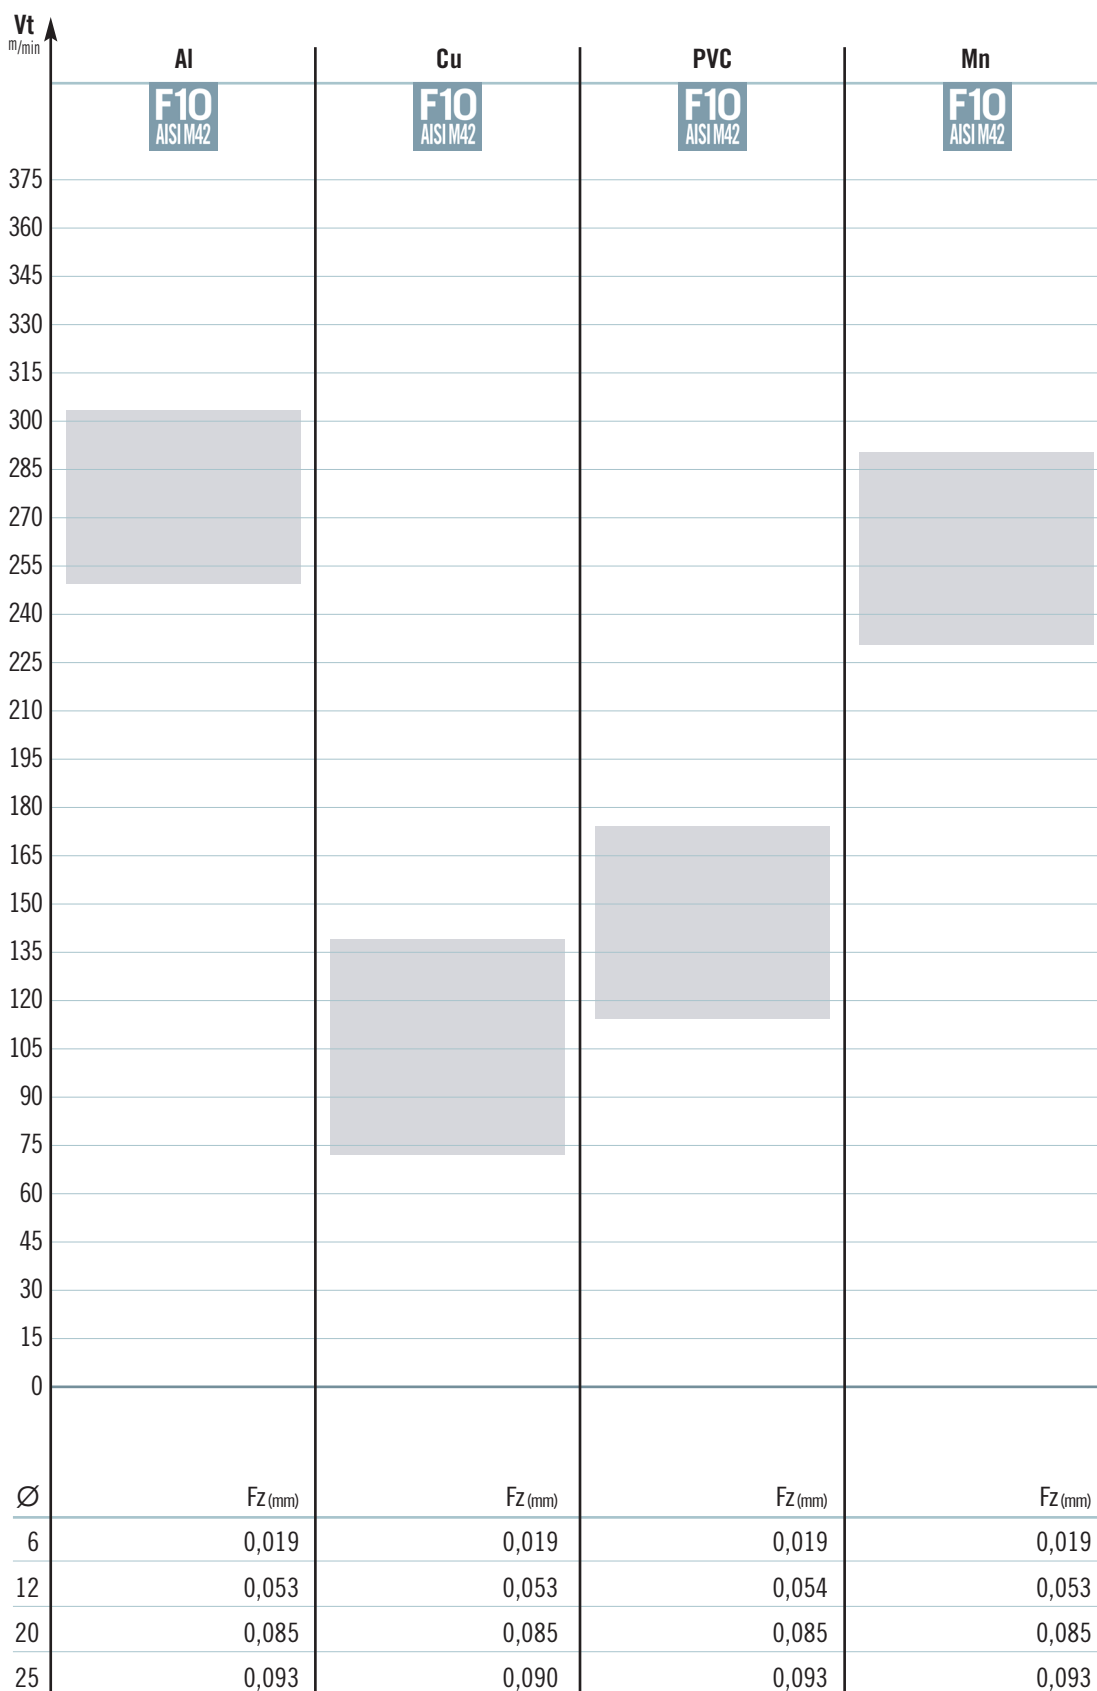 Vt
m/min
Al Cu PVC Mn
F10 F10 F10 F10
AISI M42 AISI M42 AISI M42 AISI M42
375
360
345
330
315
300
285
270
255
240
225
210
195
180
165
150
135
120
105
90
75
60
45
30
15
0
Ø Fz (mm) Fz (mm) Fz (mm) Fz (mm)
6 0,019 0,019 0,019 0,019
12 0,053 0,053 0,054 0,053
20 0,085 0,085 0,085 0,085
25 0,093 0,090 0,093 0,093